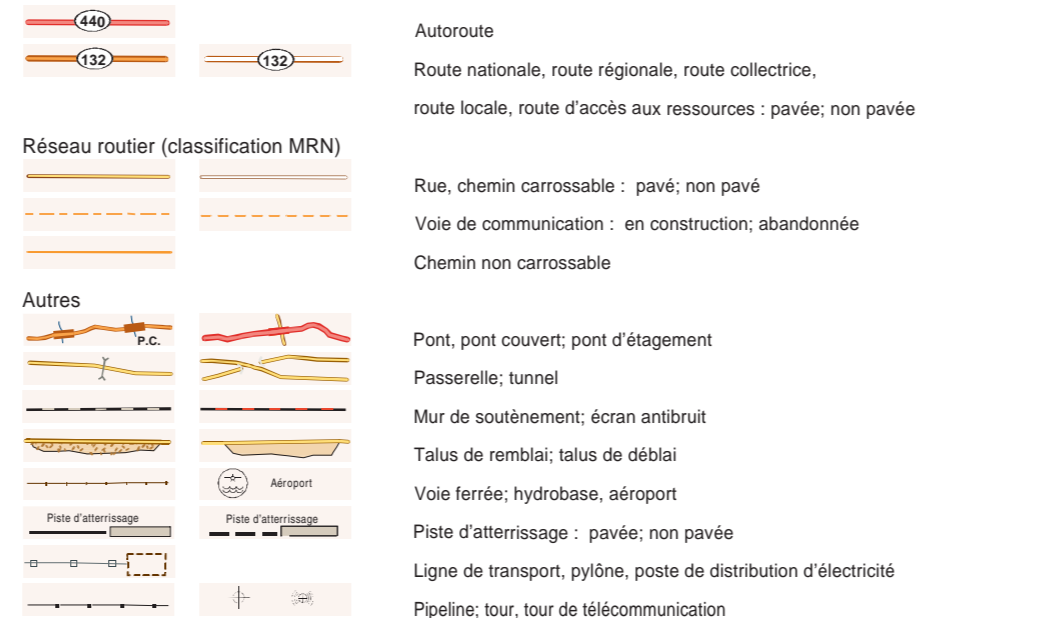 440
Autoroute
132 132
Route nationale, route régionale, route collectrice,
route locale, route d'accès aux ressources : pavée; non pavée
Réseau routier (classification MRN)
Rue, chemin carrossable : pavé; non pavé
Voie de communication : en construction; abandonnée
Chemin non carrossable
Autres
P.C.
Pont, pont couvert; pont d'étagement
Passerelle; tunnel
Mur de soutènement; écran antibruit
Talus de remblai; talus de déblai
Aéroport
Voie ferrée; hydrobase, aéroport
Piste d'atterrissage Piste d'atterrissage
Piste d'atterrissage : pavée; non pavée
Ligne de transport, pylône, poste de distribution d'électricité
Pipeline; tour, tour de télécommunication